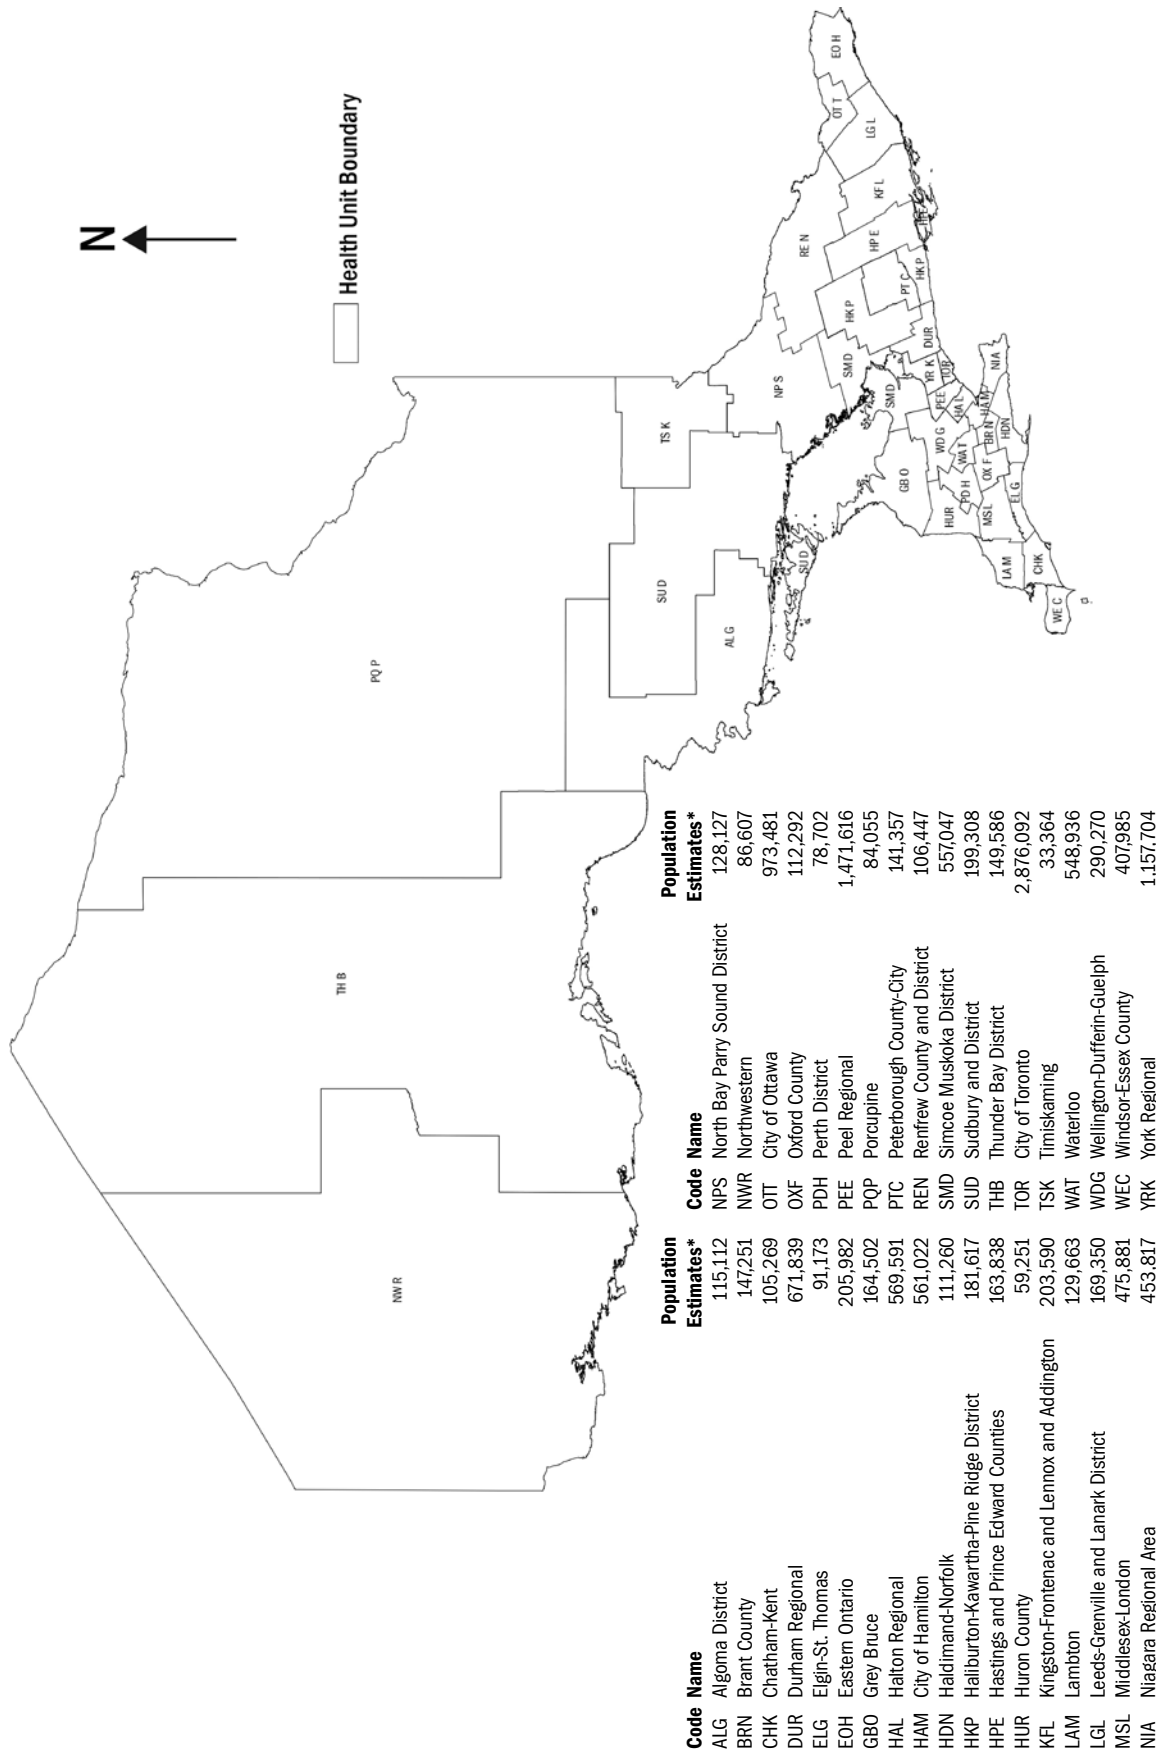 N
Health Unit Boundary
PQP
THB
NWR
SUD
TSK
ALG
SUD
NPS
REN
OTT
EOH
LGL
KFL
HPE
HPE
HKP
PTC
HKP
SMD
SMD
DUR
YRK
TOR
PEE
HAL
HAM
NIA
GBO
WDG
WAT
BRN
HDN
HUR
PDH
OXF
MSL
ELG
LAM
CHK
WEC
Code Name Population Estimates*
ALG Algoma District 115,112
BRN Brant County 147,251
CHK Chatham-Kent 105,269
DUR Durham Regional 671,839
ELG Elgin-St. Thomas 91,173
EOH Eastern Ontario 205,982
GBO Grey Bruce 164,502
HAL Halton Regional 569,591
HAM City of Hamilton 561,022
HDN Haldimand-Norfolk 111,260
HKP Haliburton-Kawartha-Pine Ridge District 181,617
HPE Hastings and Prince Edward Counties 163,838
HUR Huron County 59,251
KFL Kingston-Frontenac and Lennox and Addington 203,590
LAM Lambton 129,663
LGL Leeds-Grenville and Lanark District 169,350
MSL Middlesex-London 475,881
NIA Niagara Regional Area 453,817
Code Name Population Estimates*
NPS North Bay Parry Sound District 128,127
NWR Northwestern 86,607
OTT City of Ottawa 973,481
OXF Oxford County 112,292
PDH Perth District 78,702
PEE Peel Regional 1,471,616
PQP Porcupine 84,055
PTC Peterborough County-City 141,357
REN Renfrew County and District 106,447
SMD Simcoe Muskoka District 557,047
SUD Sudbury and District 199,308
THB Thunder Bay District 149,586
TOR City of Toronto 2,876,092
TSK Timiskaming 33,364
WAT Waterloo 548,936
WDG Wellington-Dufferin-Guelph 290,270
WEC Windsor-Essex County 407,985
YRK York Regional 1,157,704